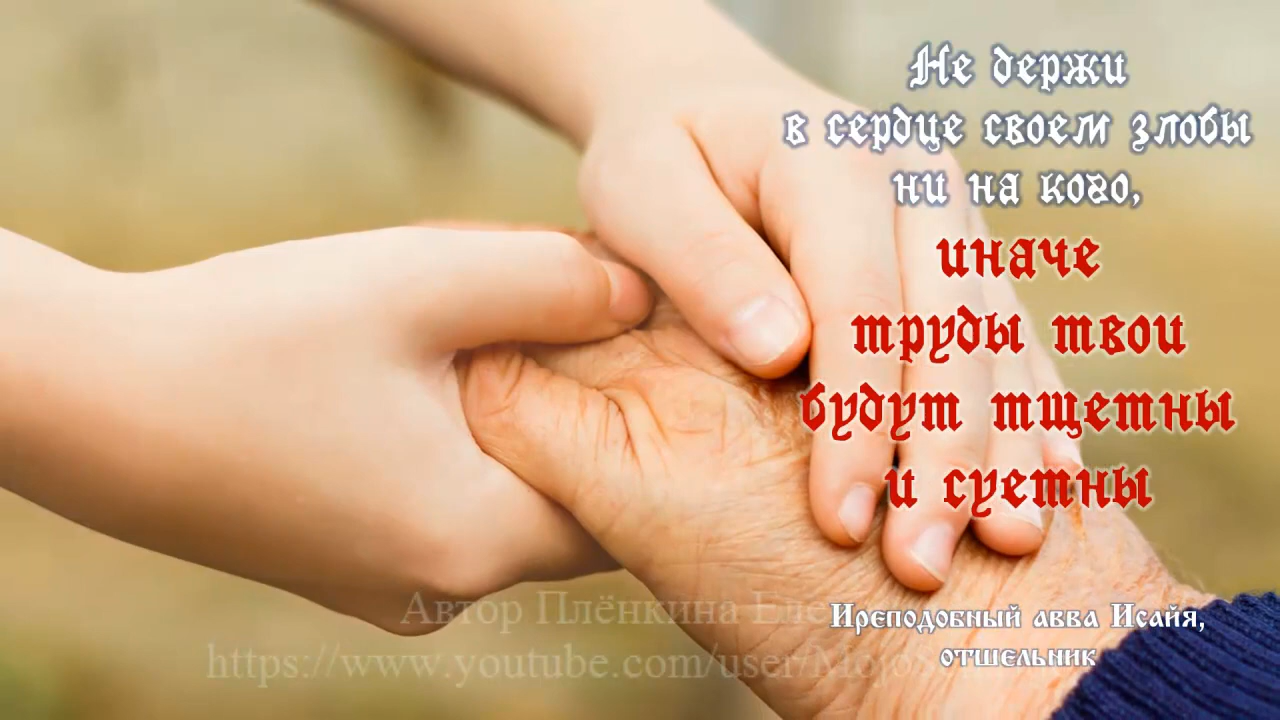 Не держи
в сердце своем злобы
ни на кого,
иначе
труды твои
будут тщетны
и суетны
Преподобный авва Исайя,
отшельник
Автор Плёнкина
https://www.youtube.com/user/